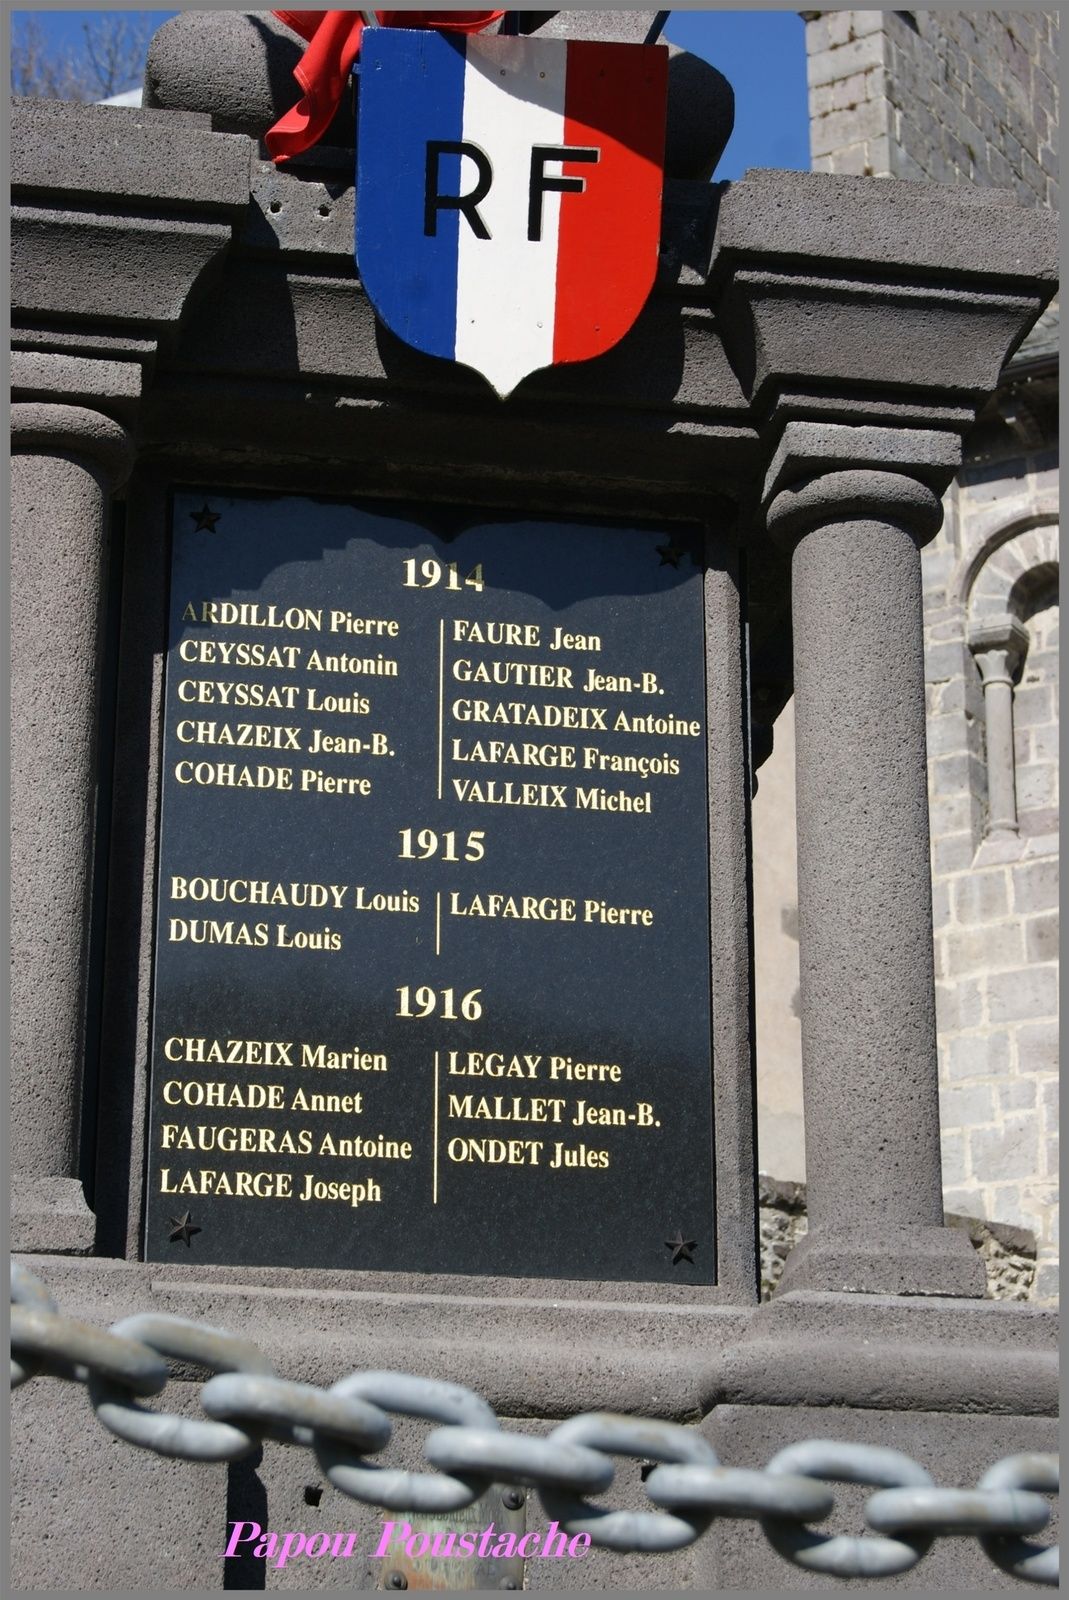 RF
1914
ARDILLON Pierre
CEYSSAT Antonin
CEYSSAT Louis
CHAZEIX Jean-B.
COHADE Pierre
FAURE Jean
GAUTIER Jean-B.
GRATADEIX Antoine
LAFARGE François
VALLEIX Michel
1915
BOUCHAUDY Louis
DUMAS Louis
LAFARGE Pierre
1916
CHAZEIX Marien
COHADE Annet
FAUGERAS Antoine
LAFARGE Joseph
LEGAY Pierre
MALLET Jean-B.
ONDET Jules
Papou Poustache